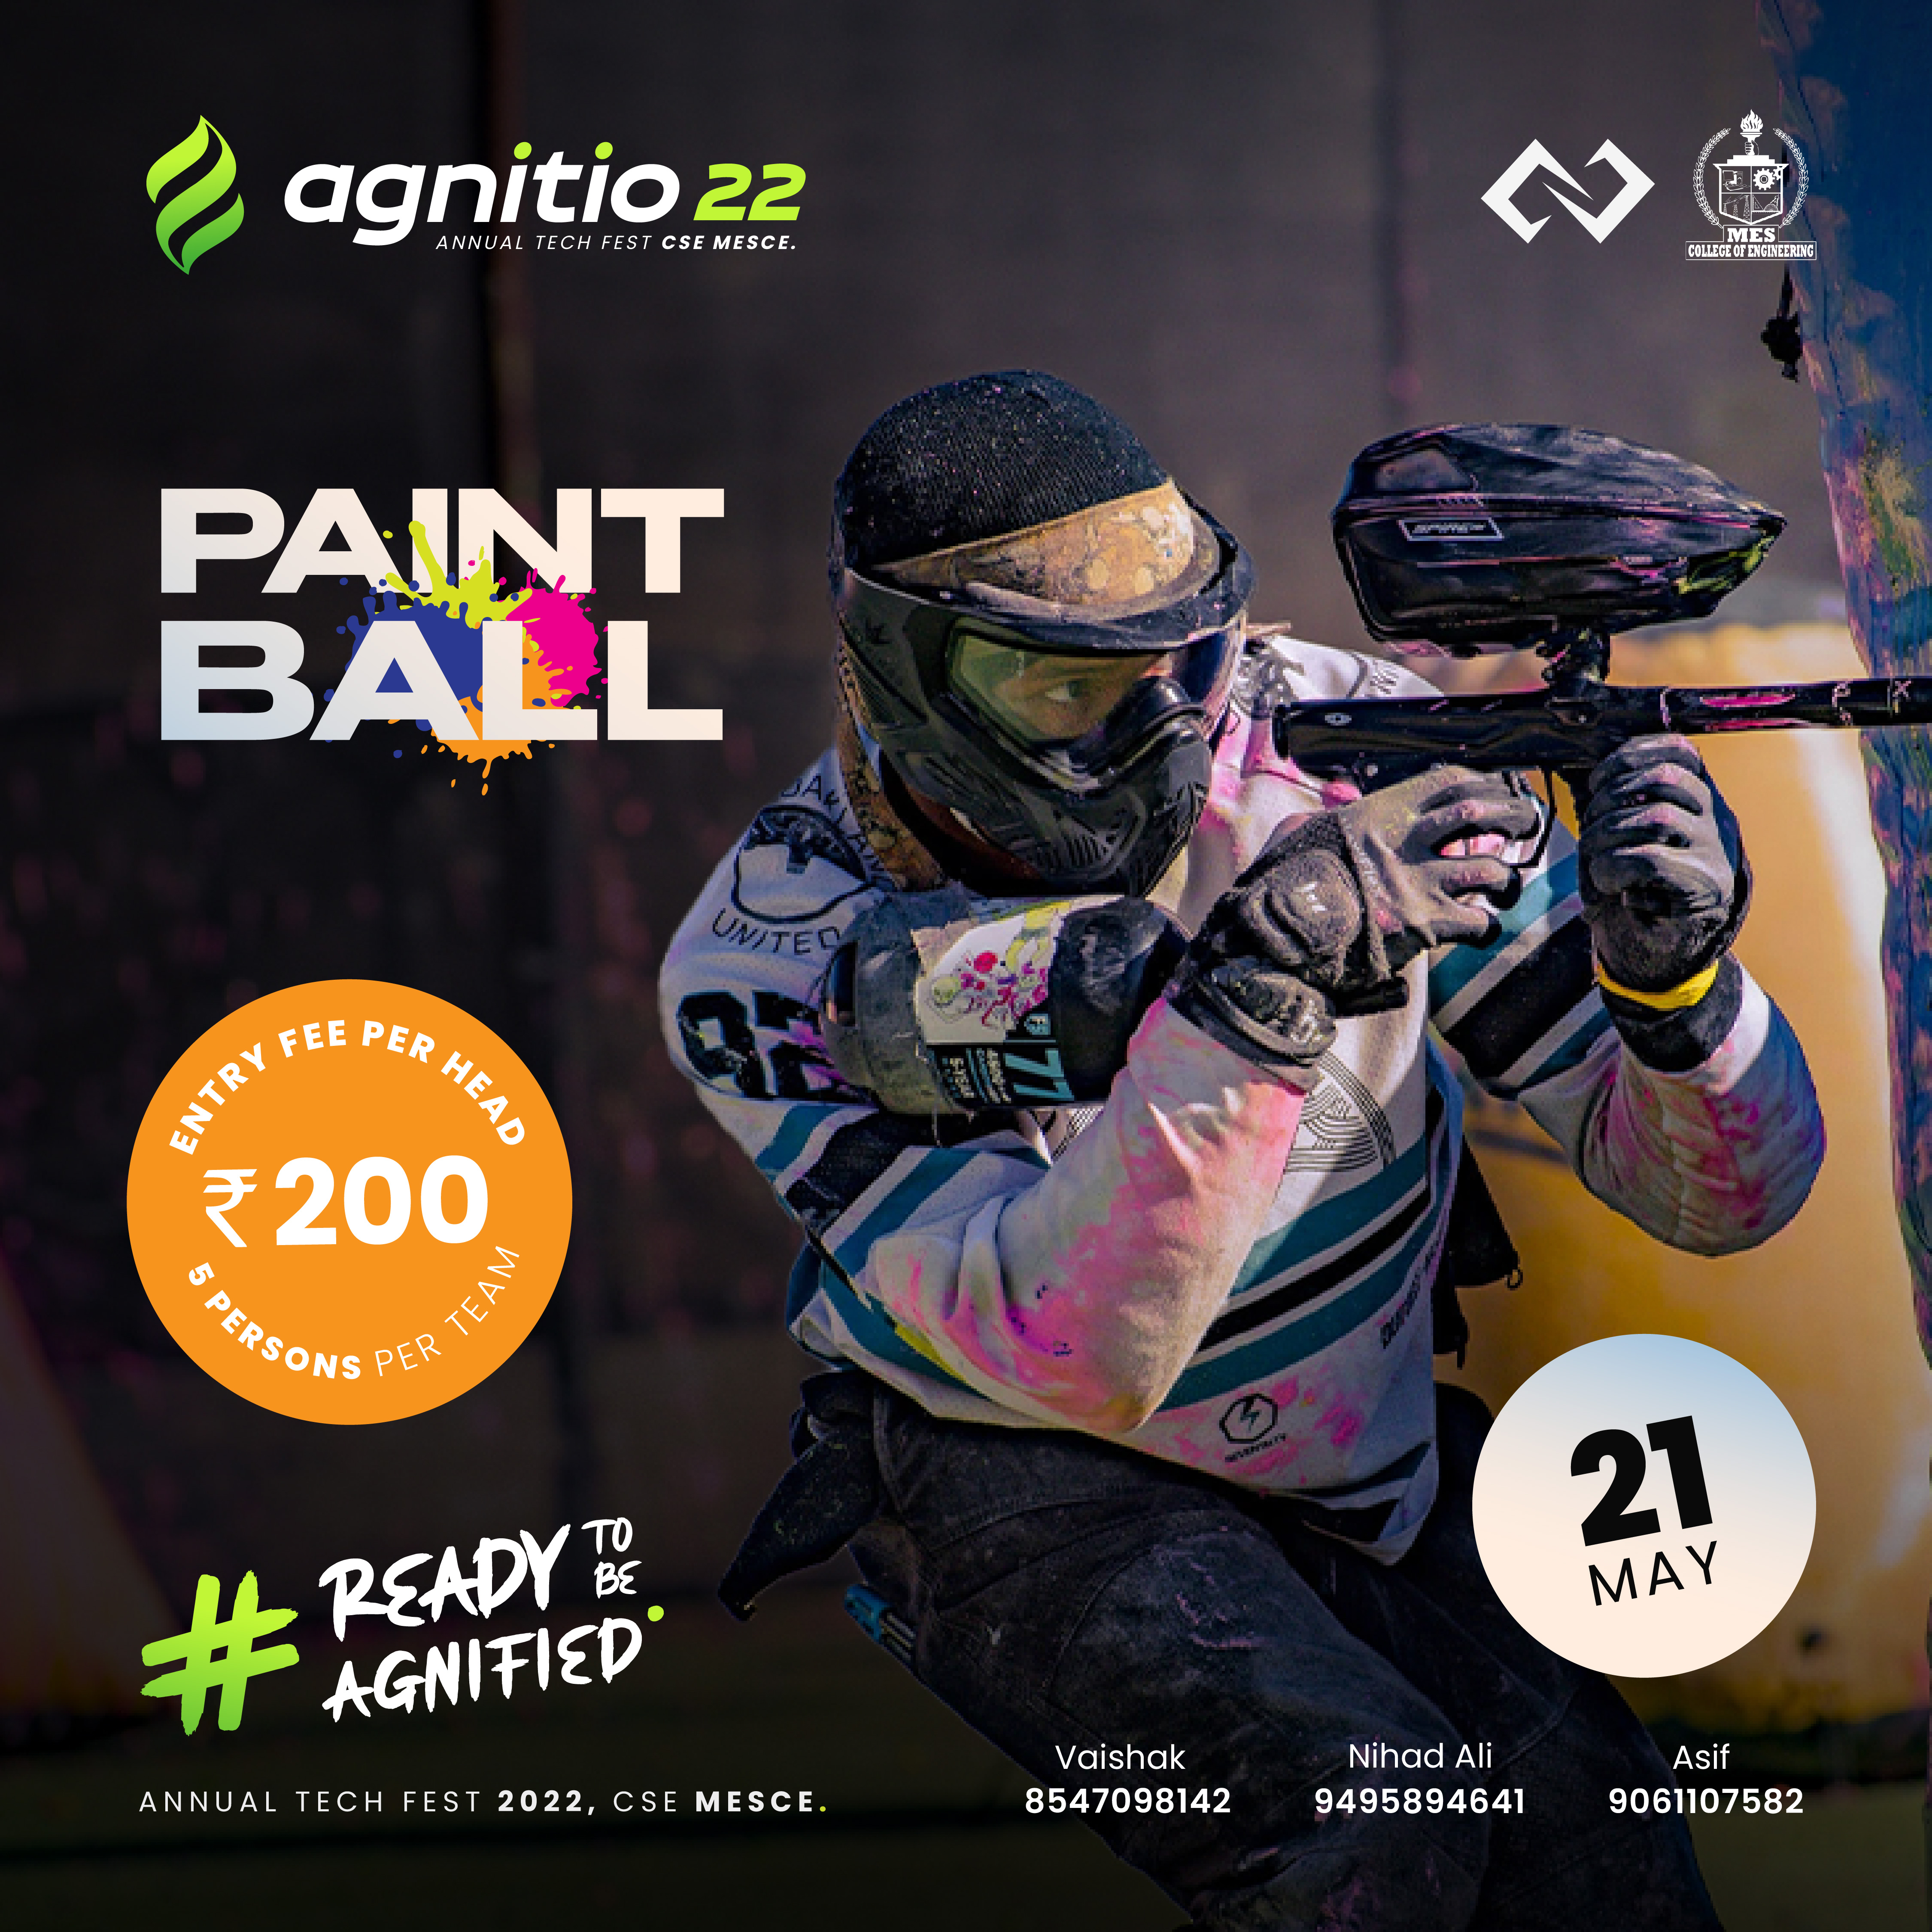 agnitio 22
ANNUAL TECH FEST CSE MESCE.
MES
COLLEGE OF ENGINEERING
PAINT
BALL
UNITED
77
ENTRY FEE PER HEAD
₹200
5 PERSONS PER TEAM
21
MAY
#READY TO BE
AGNIFIED.
ANNUAL TECH FEST 2022, CSE MESCE.
Vaishak
8547098142
Nihad Ali
9495894641
Asif
9061107582